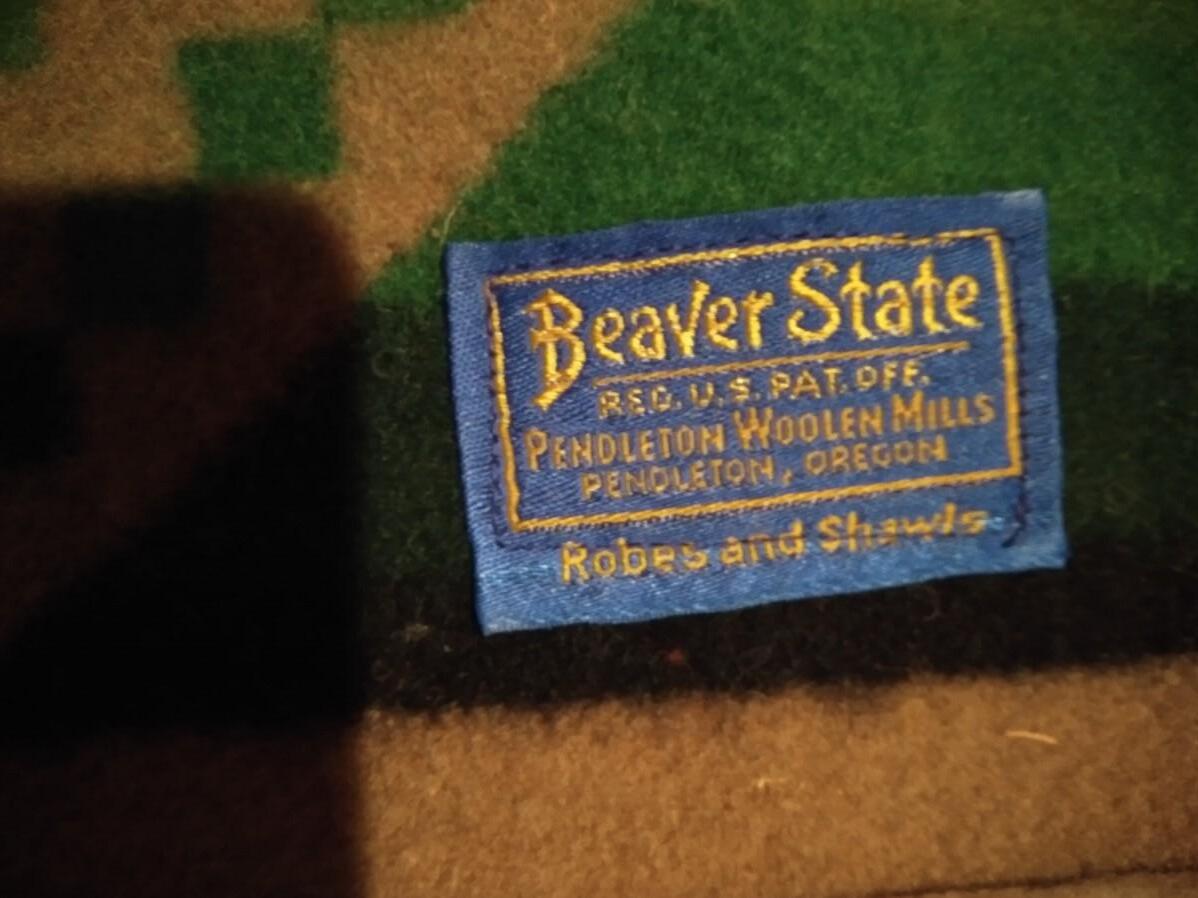 Beaver State
REG. U.S. PAT. OFF.
PENDLETON WOOLEN MILLS
PENDLETON, OREGON
Robes and Shawls